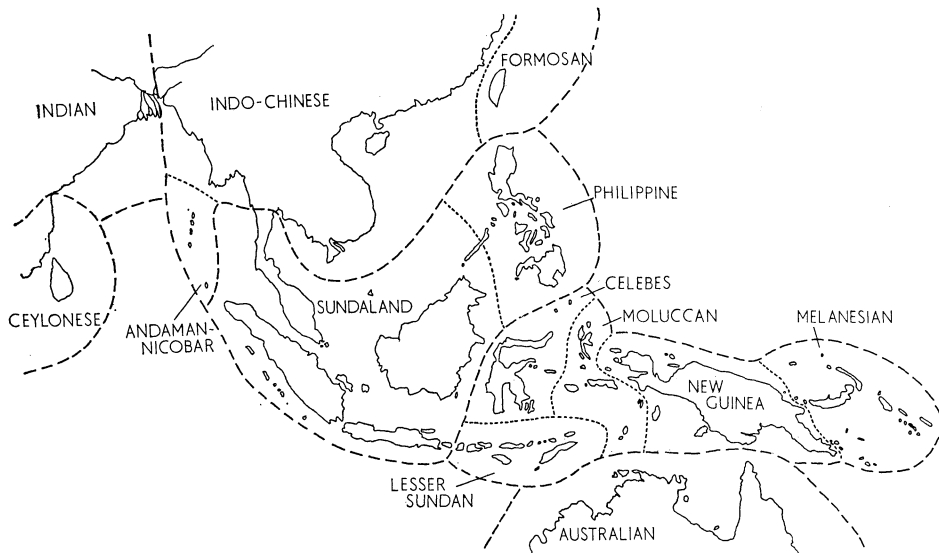 FORMOSAN
INDIAN
INDO-CHINESE
PHILIPPINE
CELEBES
SUNDALAND
MOLUCCAN
MELANESIAN
CEYLONESE
ANDAMAN-
NICOBAR
NEW
GUINEA
LESSER
SUNDAN
AUSTRALIAN